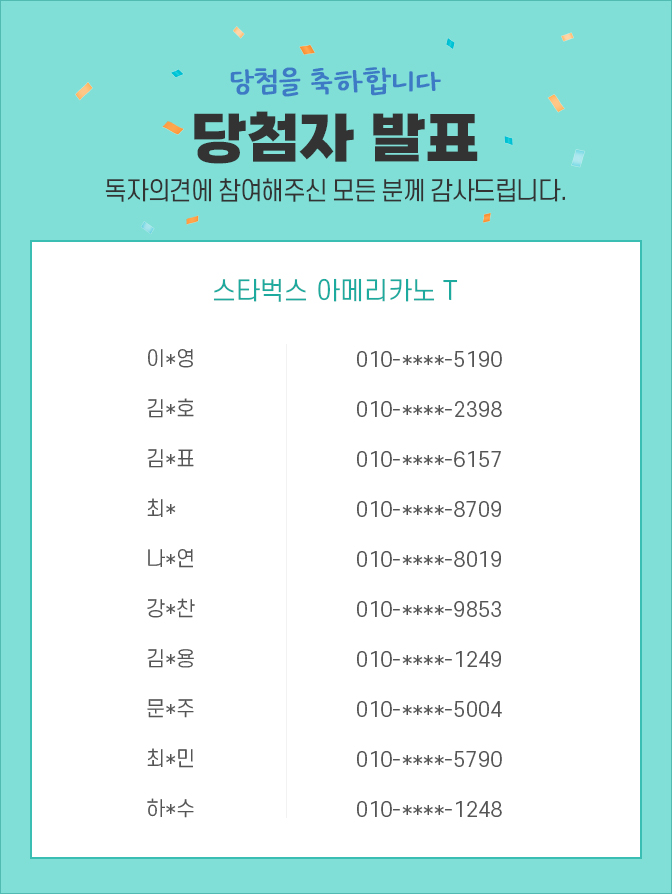 당첨을 축하합니다
당첨자 발표
독자의견에 참여해주신 모든 분께 감사드립니다.
스타벅스 아메리카노 T
이*영 010-****-5190
김*호 010-****-2398
김*표 010-****-6157
최* 010-****-8709
나*연 010-****-8019
강*찬 010-****-9853
김*용 010-****-1249
문*주 010-****-5004
최*민 010-****-5790
하*수 010-****-1248